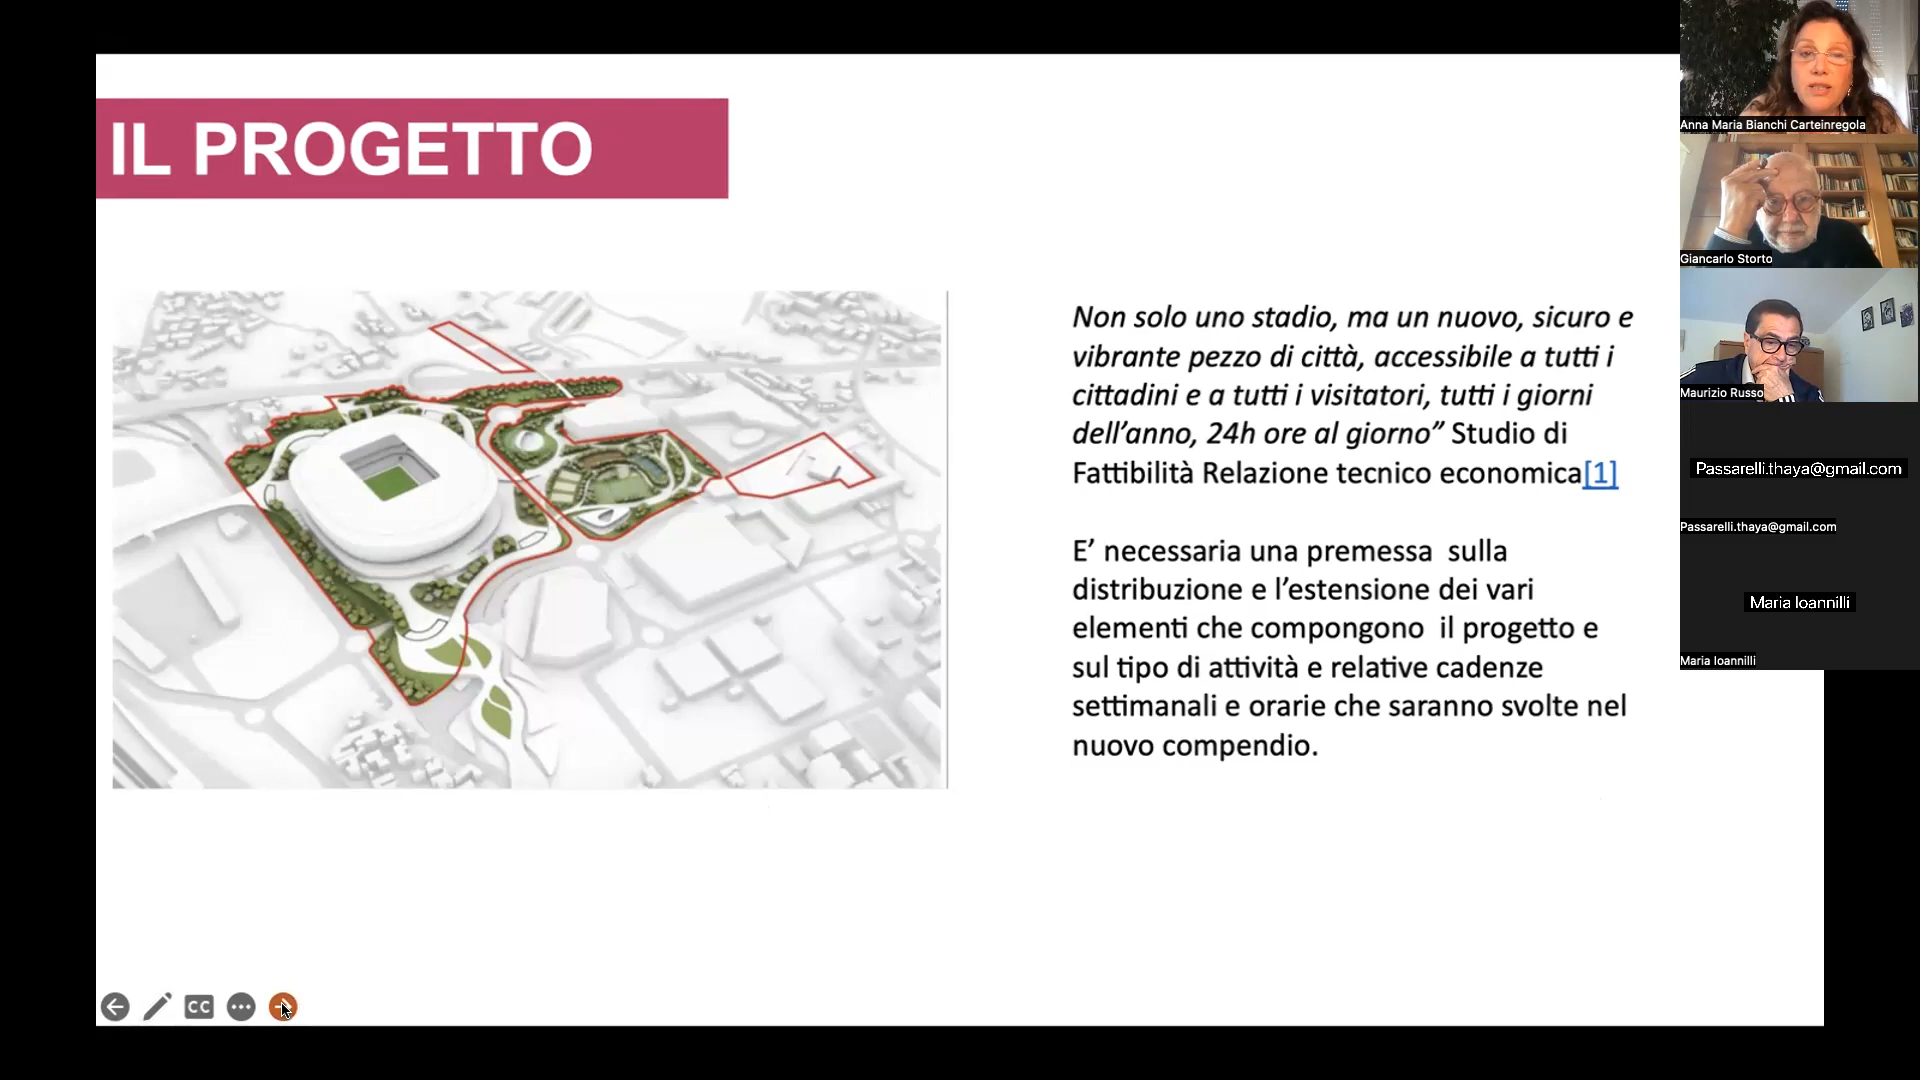 IL PROGETTO
Non solo uno stadio, ma un nuovo, sicuro e
vibrante pezzo di città, accessibile a tutti i
cittadini e a tutti i visitatori, tutti i giorni
dell’anno, 24h ore al giorno” Studio di
Fattibilità Relazione tecnico economica[1]
E’ necessaria una premessa  sulla
distribuzione e l’estensione dei vari
elementi che compongono  il progetto e
sul tipo di attività e relative cadenze
settimanali e orarie che saranno svolte nel
nuovo compendio.
CC
Anna Maria Bianchi Carteinregola
Giancarlo Storto
Maurizio Russo
Passarelli.thaya@gmail.com
Passarelli.thaya@gmail.com
Maria Ioannilli
Maria Ioannilli